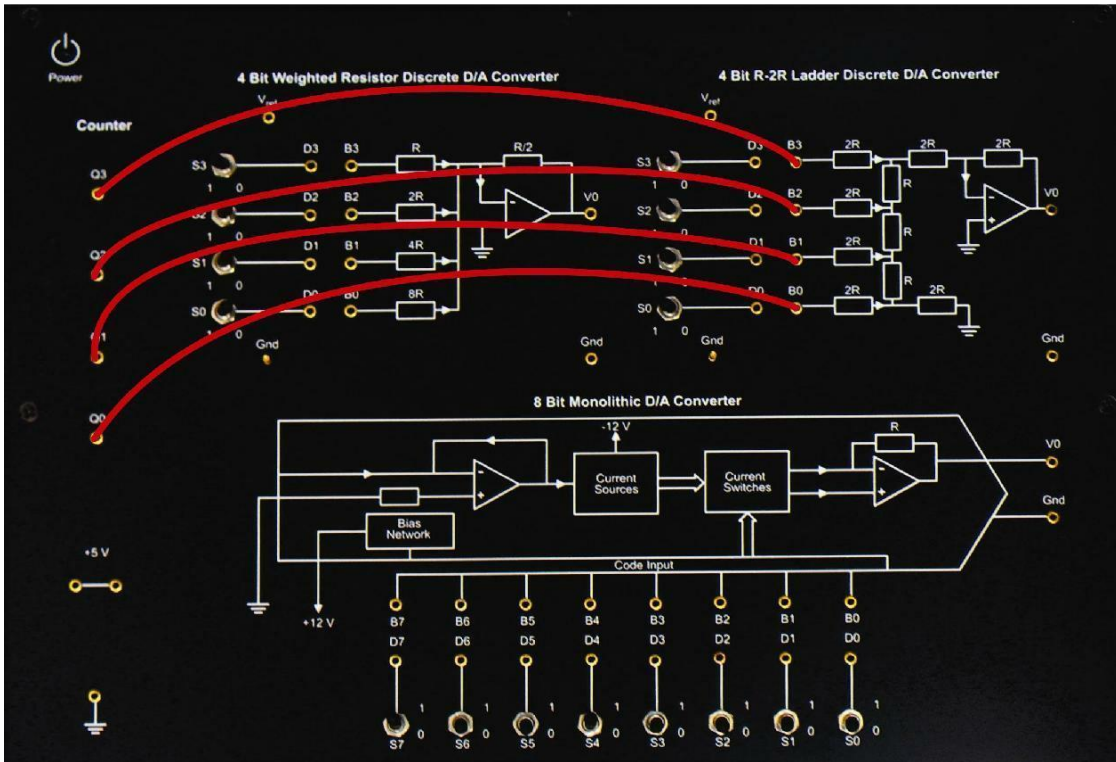 Power
4 Bit Weighted Resistor Discrete D/A Converter
4 Bit R-2R Ladder Discrete D/A Converter
Vref
Vref
Counter
S3 D3 B3 R R/2
S3 D3 B3 2R 2R 2R
1 0
1 0
Q3
R
S2 D2 B2 2R V0
S2 D2 B2 2R V0
1 0
1 0
R
S1 D1 B1 4R
S1 D1 B1 2R
1 0
1 0
R
S0 D0 B0 8R
S0 D0 B0 2R 2R
1 0
1 0
Gnd Gnd Gnd Gnd
Q0
8 Bit Monolithic D/A Converter
-12 V
R
V0
Current
Sources
Current
Switches
Gnd
Bias
Network
+5 V
Code Input
+12 V
B7 B6 B5 B4 B3 B2 B1 B0
D7 D6 D5 D4 D3 D2 D1 D0
1 1 1 1 1 1 1 1
0 0 0 0 0 0 0 0
S7 S6 S5 S4 S3 S2 S1 S0